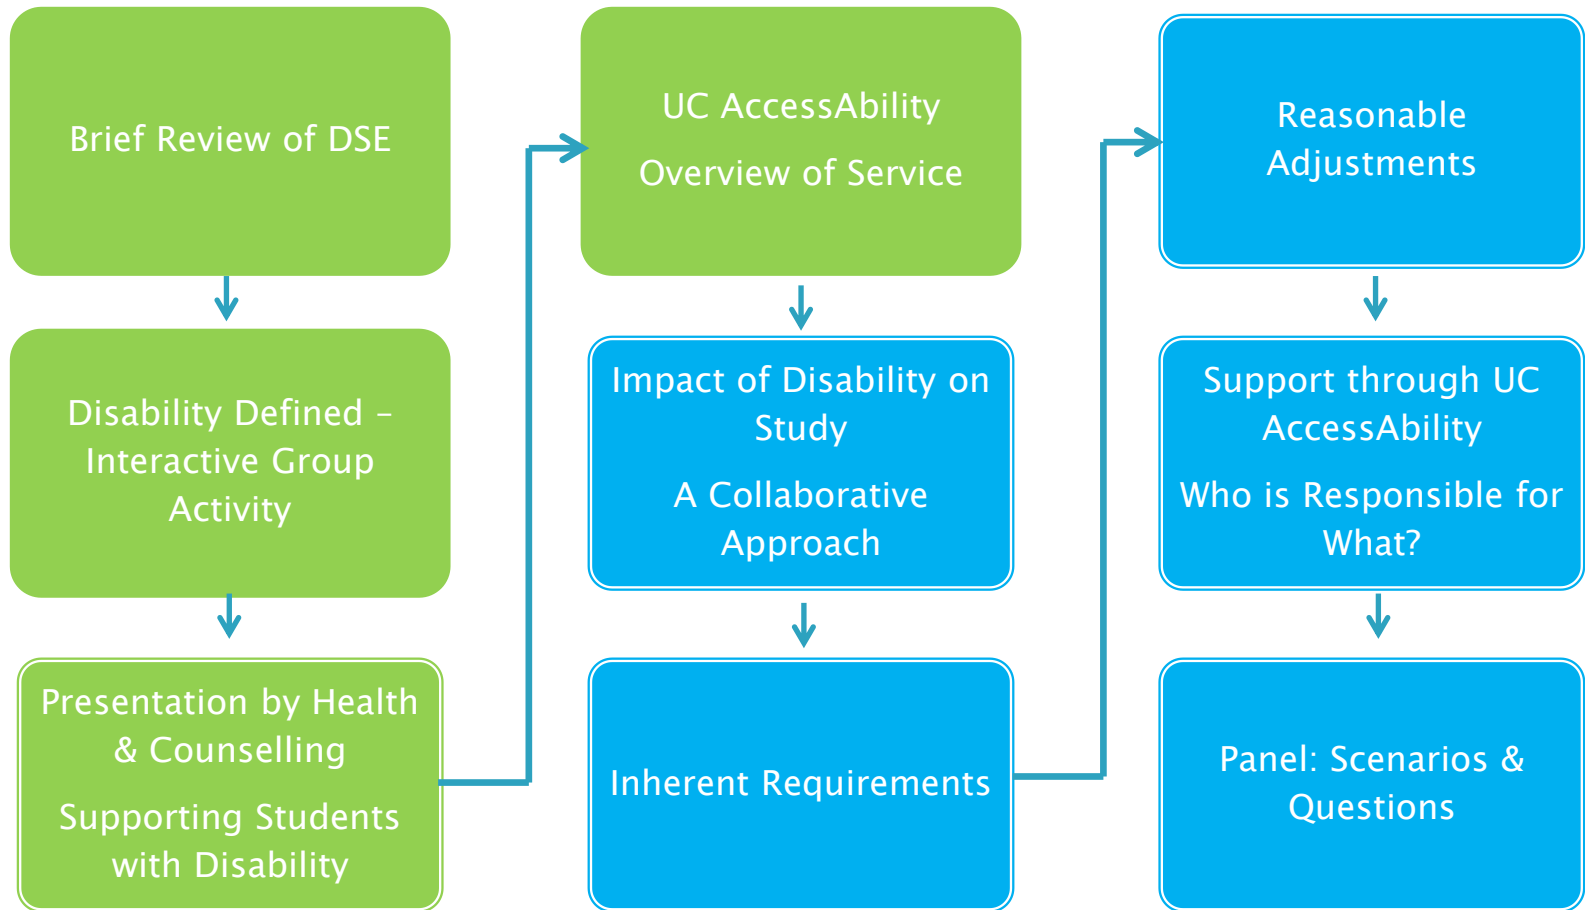 Brief Review of DSE
Disability Defined –
Interactive Group
Activity
Presentation by Health
& Counselling
Supporting Students
with Disability
UC AccessAbility
Overview of Service
Impact of Disability on
Study
A Collaborative
Approach
Inherent Requirements
Reasonable
Adjustments
Support through UC
AccessAbility
Who is Responsible for
What?
Panel: Scenarios &
Questions